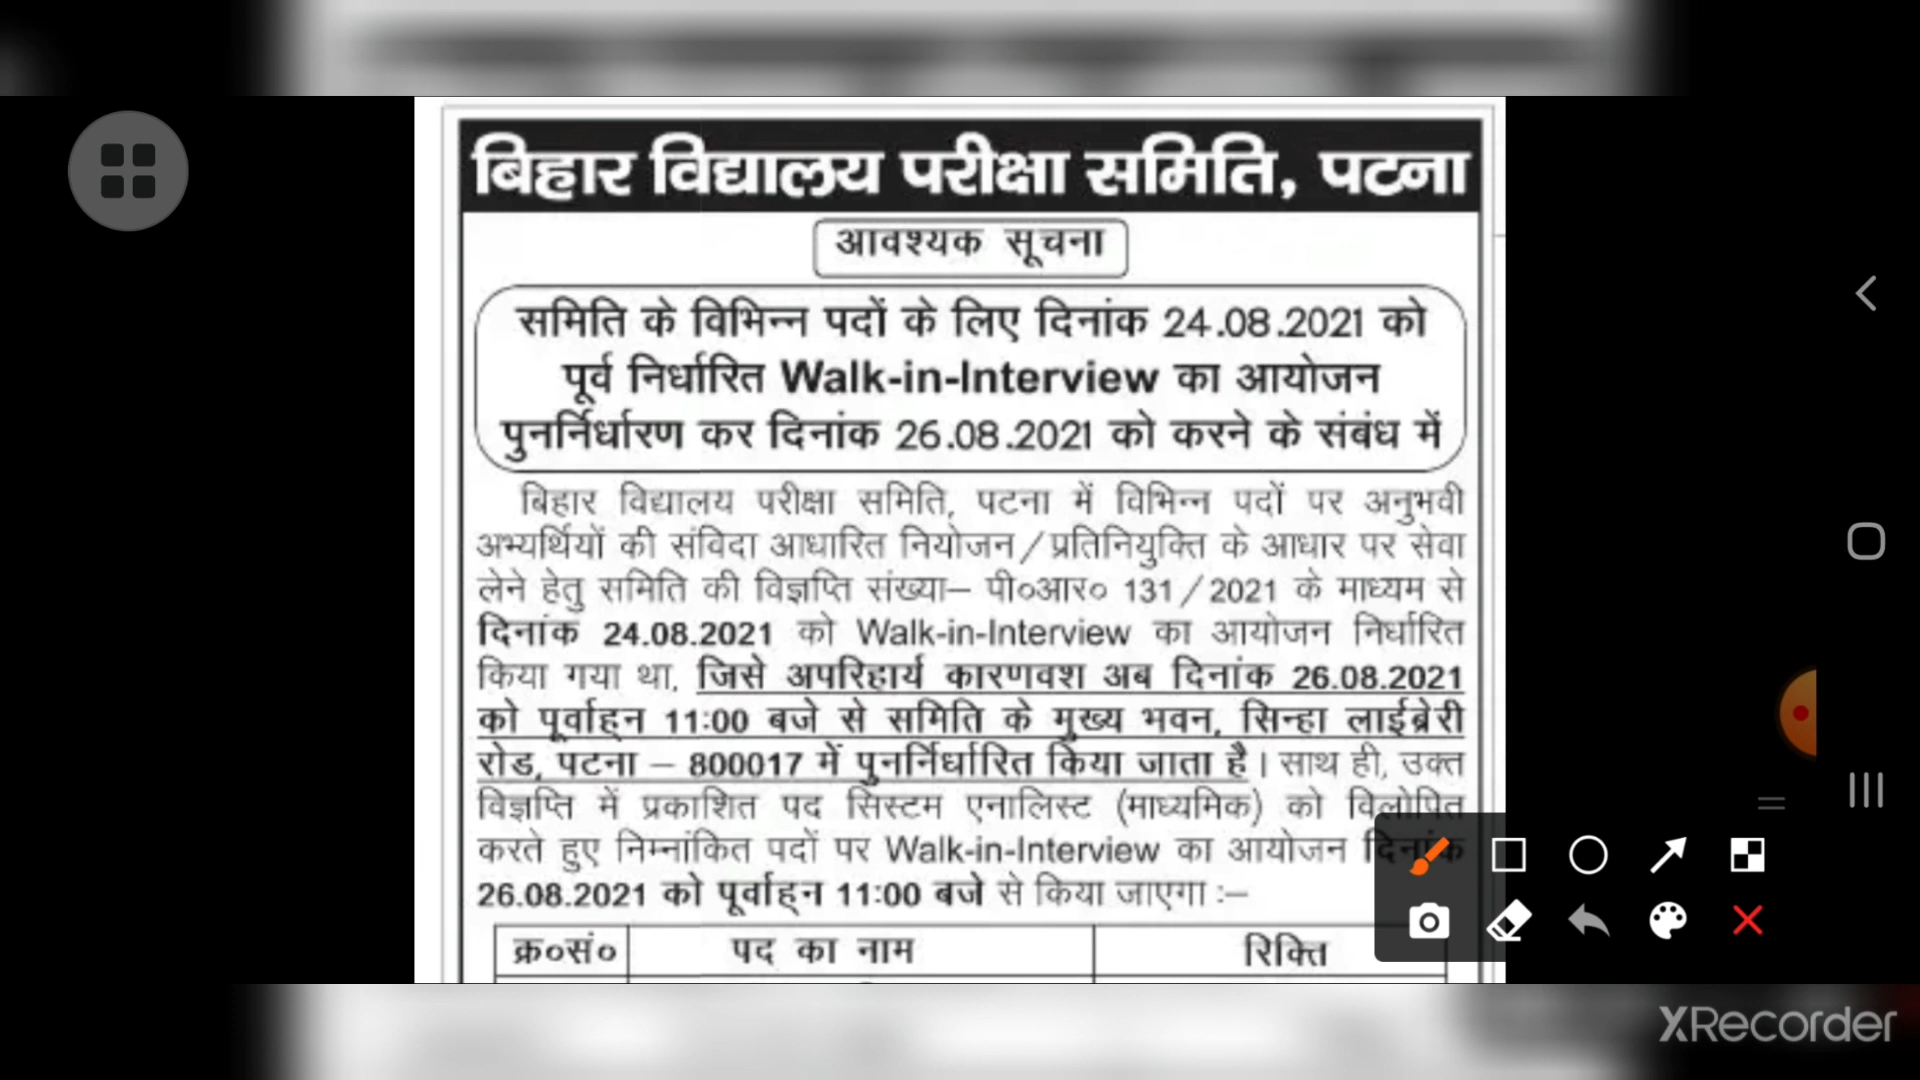 बिहार विद्यालय परीक्षा समिति, पटना
आवश्यक सूचना
समिति के विभिन्न पदों के लिए दिनांक 24.08.2021 को
पूर्व निर्धारित Walk-in-Interview का आयोजन
पुनर्निर्धारण कर दिनांक 26.08.2021 को करने के संबंध में
बिहार विद्यालय परीक्षा समिति, पटना में विभिन्न पदों पर अनुभवी
अभ्यर्थियों की संविदा आधारित नियोजन/प्रतिनियुक्ति के आधार पर सेवा
लेने हेतु समिति की विज्ञप्ति संख्या– पी०आर० 131/2021 के माध्यम से
दिनांक 24.08.2021 को Walk-in-Interview का आयोजन निर्धारित
किया गया था, जिसे अपरिहार्य कारणवश अब दिनांक 26.08.2021
को पूर्वाह्न 11:00 बजे से समिति के मुख्य भवन, सिन्हा लाईब्रेरी
रोड, पटना – 800017 में पुनर्निर्धारित किया जाता है। साथ ही, उक्त
विज्ञप्ति में प्रकाशित पद सिस्टम एनालिस्ट (माध्यमिक) को विलोपित
करते हुए निम्नांकित पदों पर Walk-in-Interview का आयोजन दिनांक
26.08.2021 को पूर्वाह्न 11:00 बजे से किया जाएगा :–
क्र०सं० पद का नाम रिक्ति
XRecorder